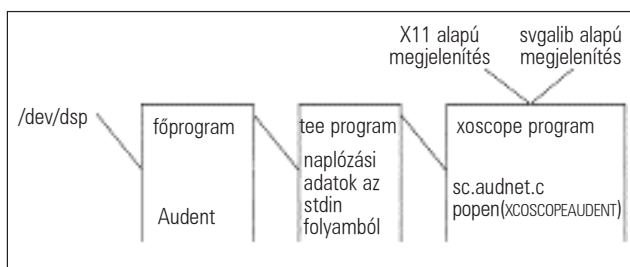 X11 alapú
megjelenítés
svgalib alapú
megjelenítés
/dev/dsp
főprogram
Audent
tee program
naplózási
adatok az
stdin
folyamból
xoscope program
sc.audnet.c
popen(XCOSCOPEAUDENT)